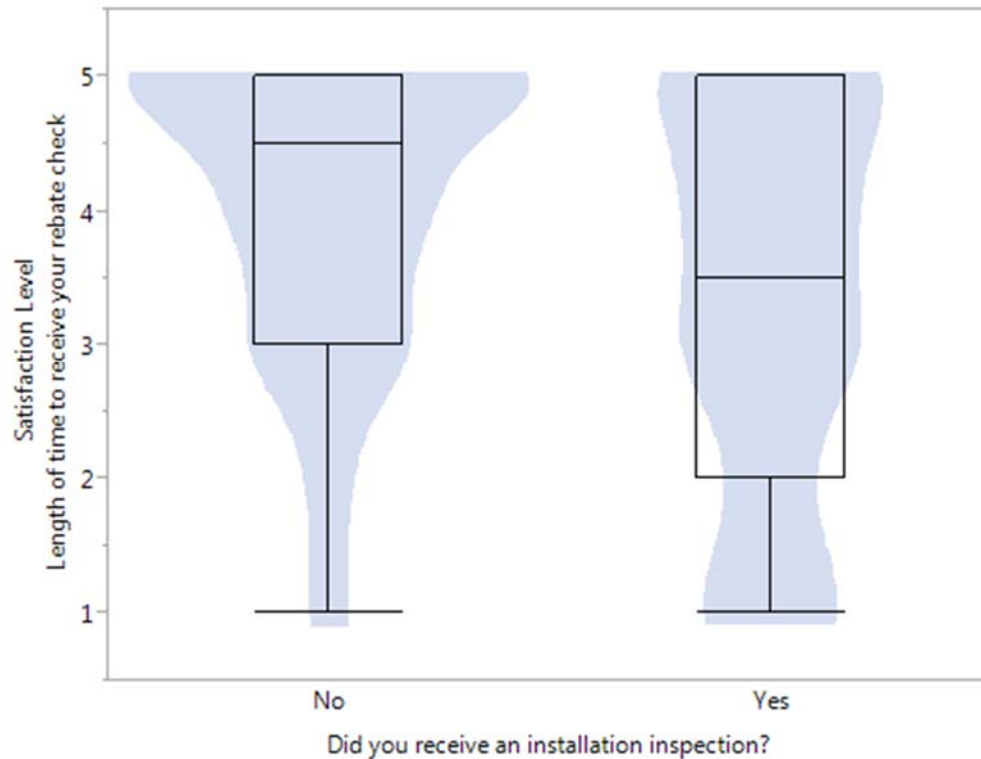 Satisfaction Level
Length of time to receive your rebate check
5
4
3
2
1
No
Yes
Did you receive an installation inspection?